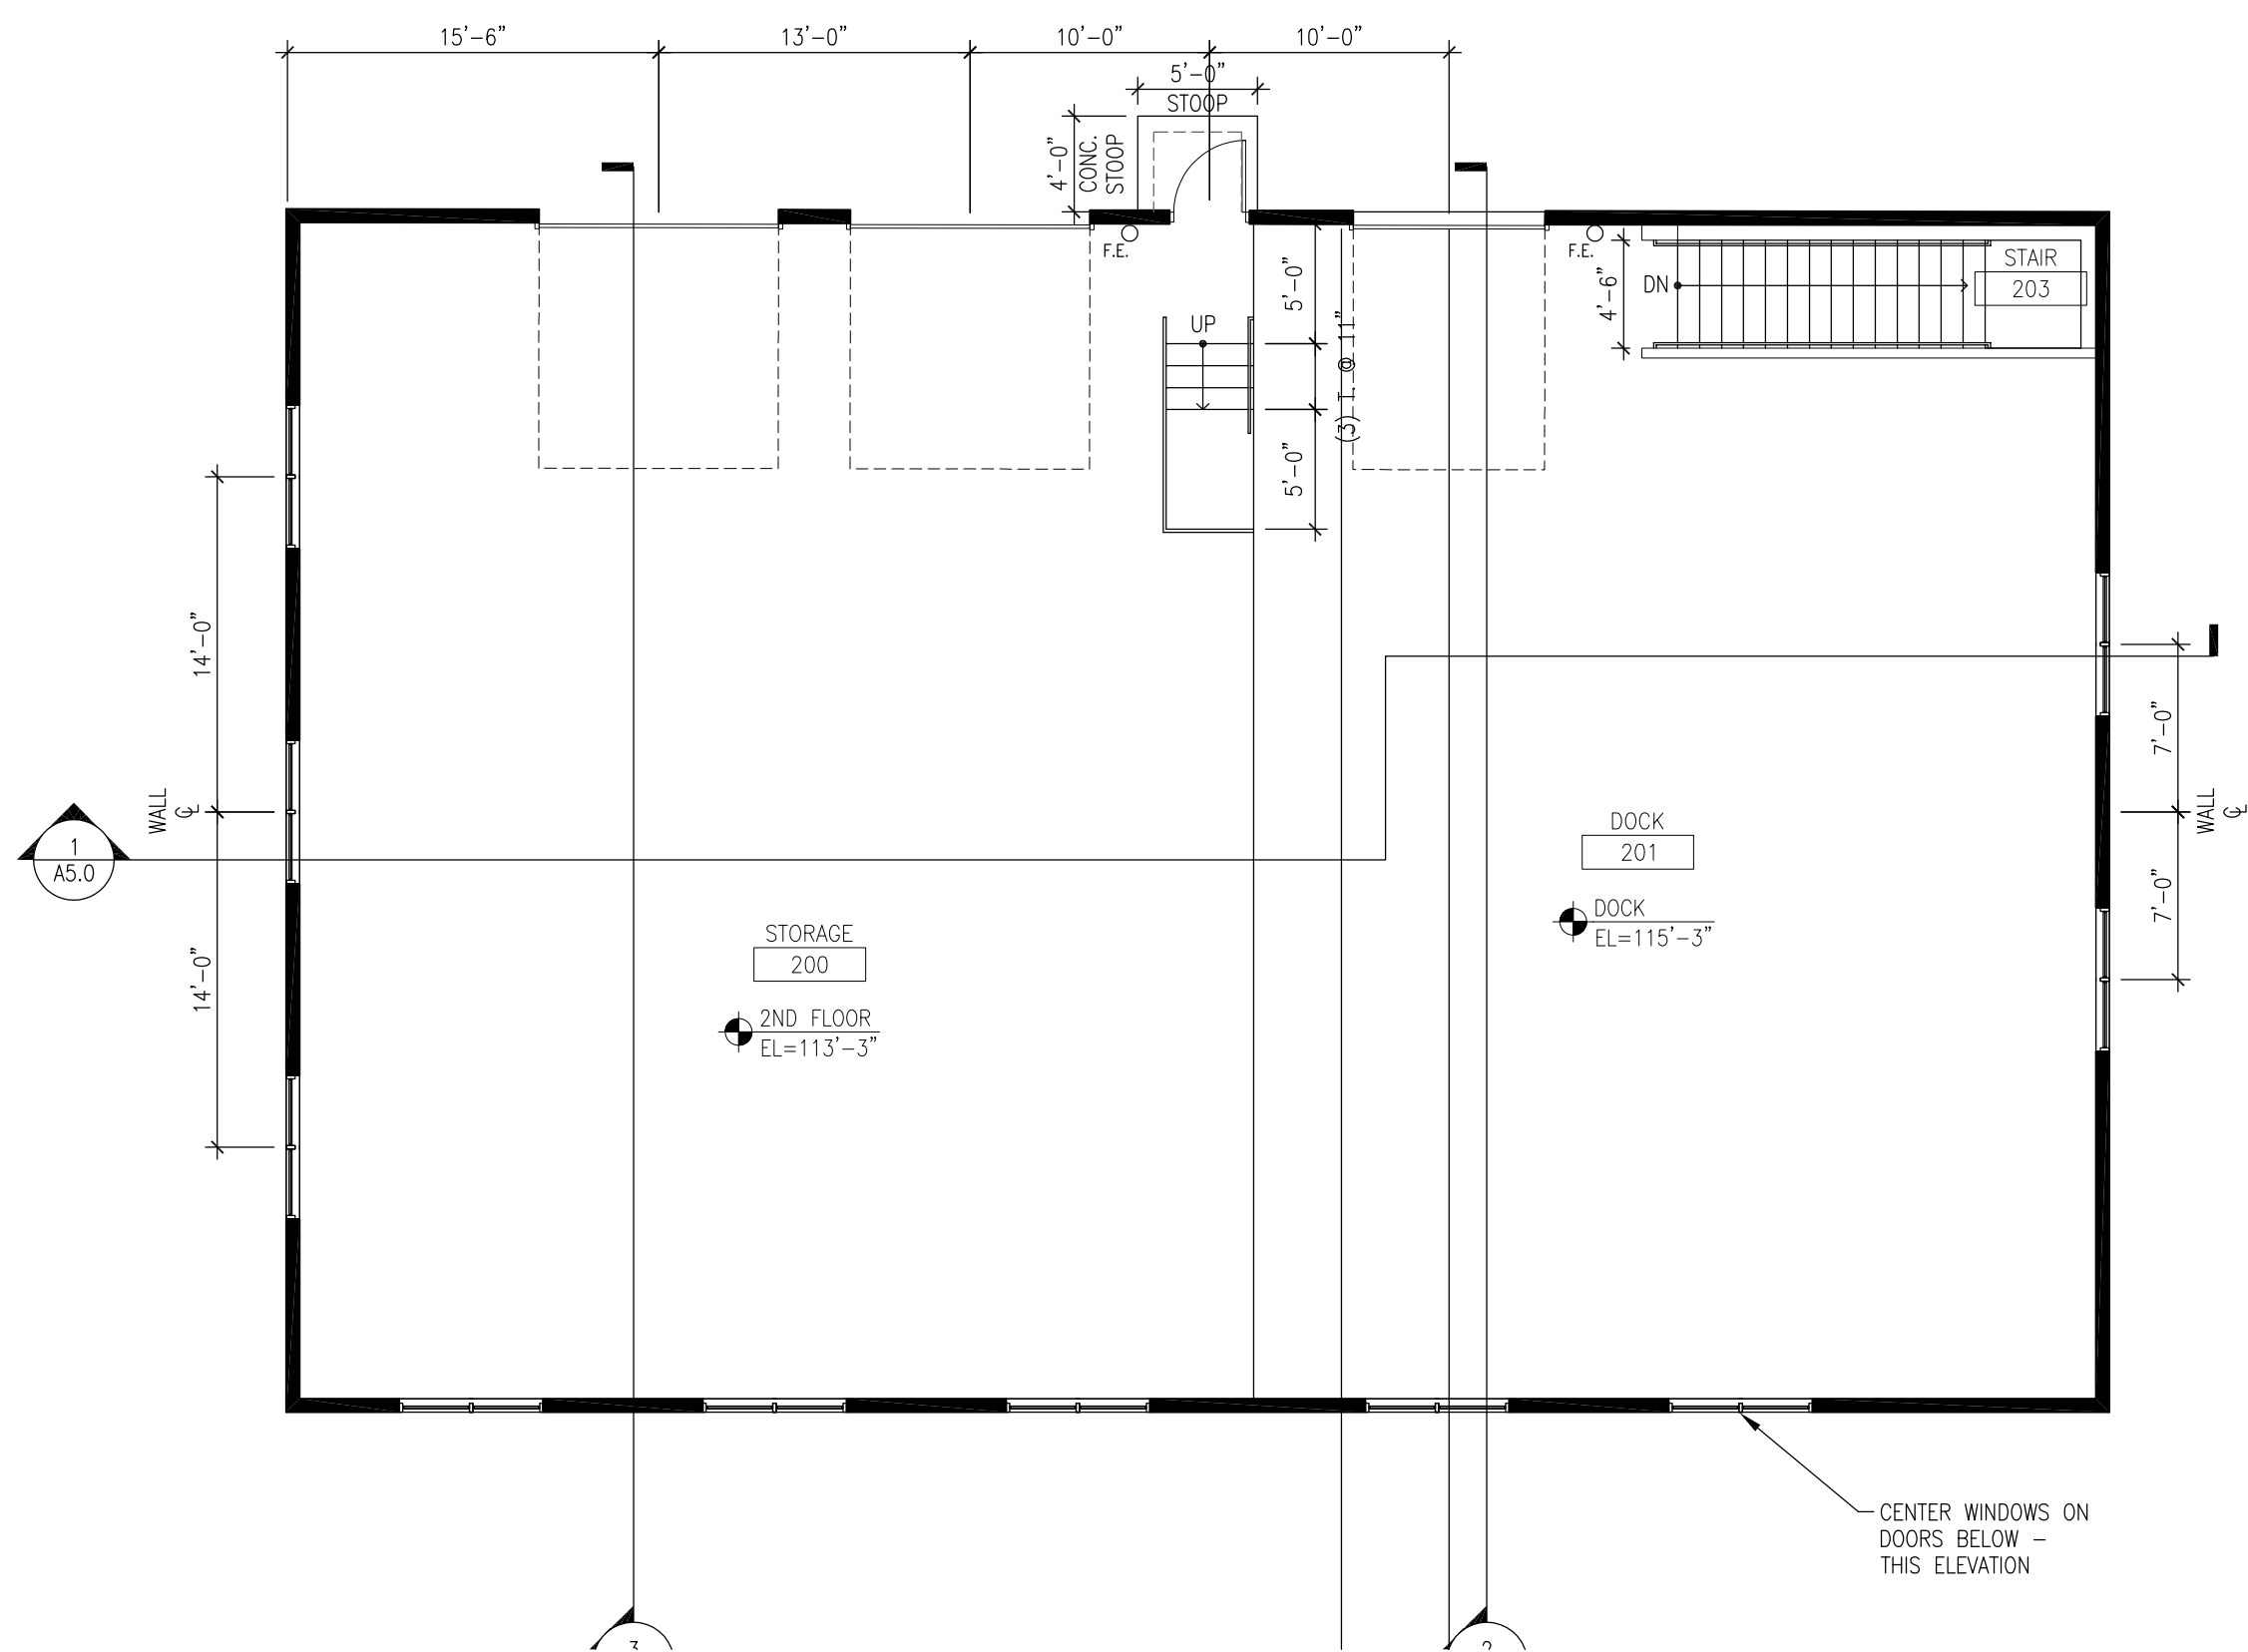 15'-6"
13'-0"
10'-0"
10'-0"
5'-0"
STOOP
4'-0"
CONC.
STOOP
F.E.
F.E.
UP
5'-0"
(3) T. @ 11"
5'-0"
4'-6"
DN
STAIR
203
14'-0"
WALL
℄
14'-0"
1
A5.0
7'-0"
WALL
℄
7'-0"
DOCK
201
DOCK
EL=115'-3"
STORAGE
200
2ND FLOOR
EL=113'-3"
CENTER WINDOWS ON
DOORS BELOW –
THIS ELEVATION
3
2